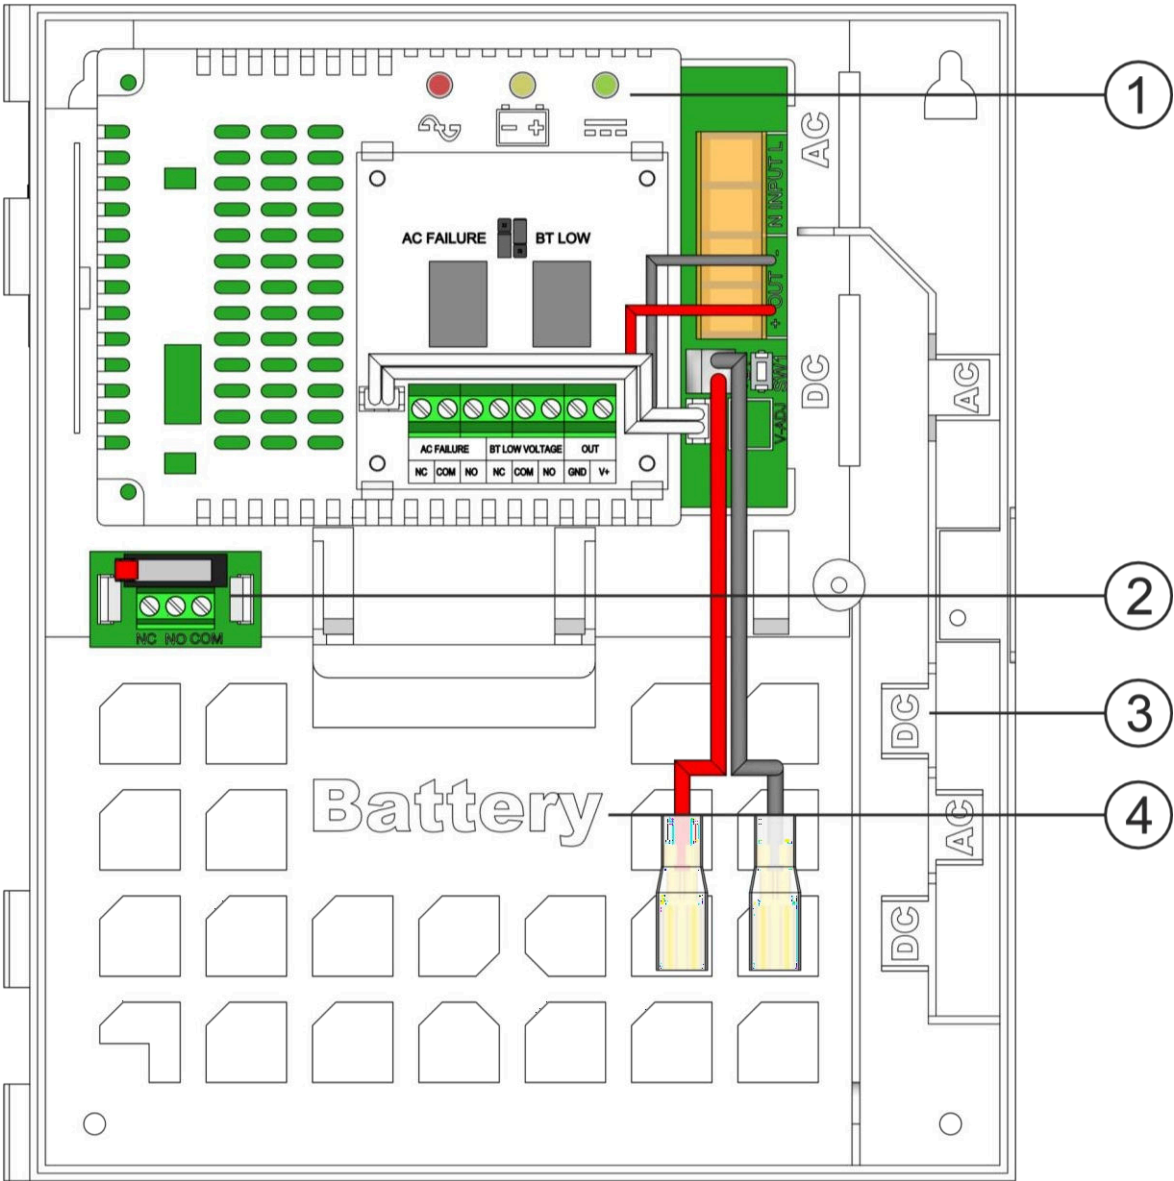 1
AC
N INPUT L
AC FAILURE
BT LOW
+ OUT -
DC
SW1
V-ADJ
AC
AC FAILURE
BT LOW VOLTAGE
OUT
NC COM NO NC COM NO GND V+
2
NC NO COM
3
DC
Battery
4
AC
DC